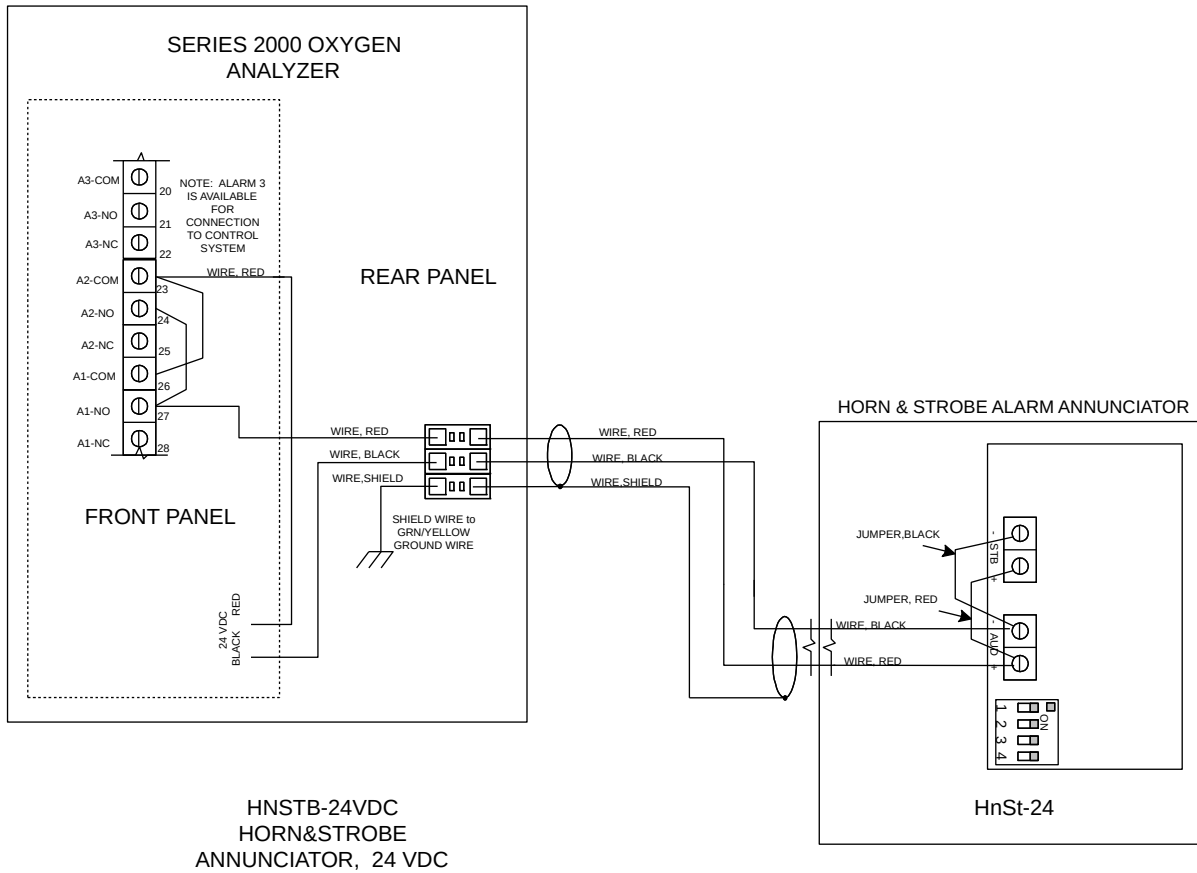 SERIES 2000 OXYGEN
ANALYZER
A3-COM
20
A3-NO
21
A3-NC
22
A2-COM
23
A2-NO
24
A2-NC
25
A1-COM
26
A1-NO
27
A1-NC
28
NOTE: ALARM 3
IS AVAILABLE
FOR
CONNECTION
TO CONTROL
SYSTEM
WIRE, RED
REAR PANEL
FRONT PANEL
24 VDC
BLACK RED
WIRE, RED
WIRE, BLACK
WIRE,SHIELD
SHIELD WIRE to
GRN/YELLOW
GROUND WIRE
WIRE, RED
WIRE, BLACK
WIRE,SHIELD
HORN & STROBE ALARM ANNUNCIATOR
JUMPER,BLACK
- STB +
JUMPER, RED
WIRE, BLACK
- AUD +
WIRE, RED
1
2
3
4
ON
HnSt-24
HNSTB-24VDC
HORN&STROBE
ANNUNCIATOR, 24 VDC